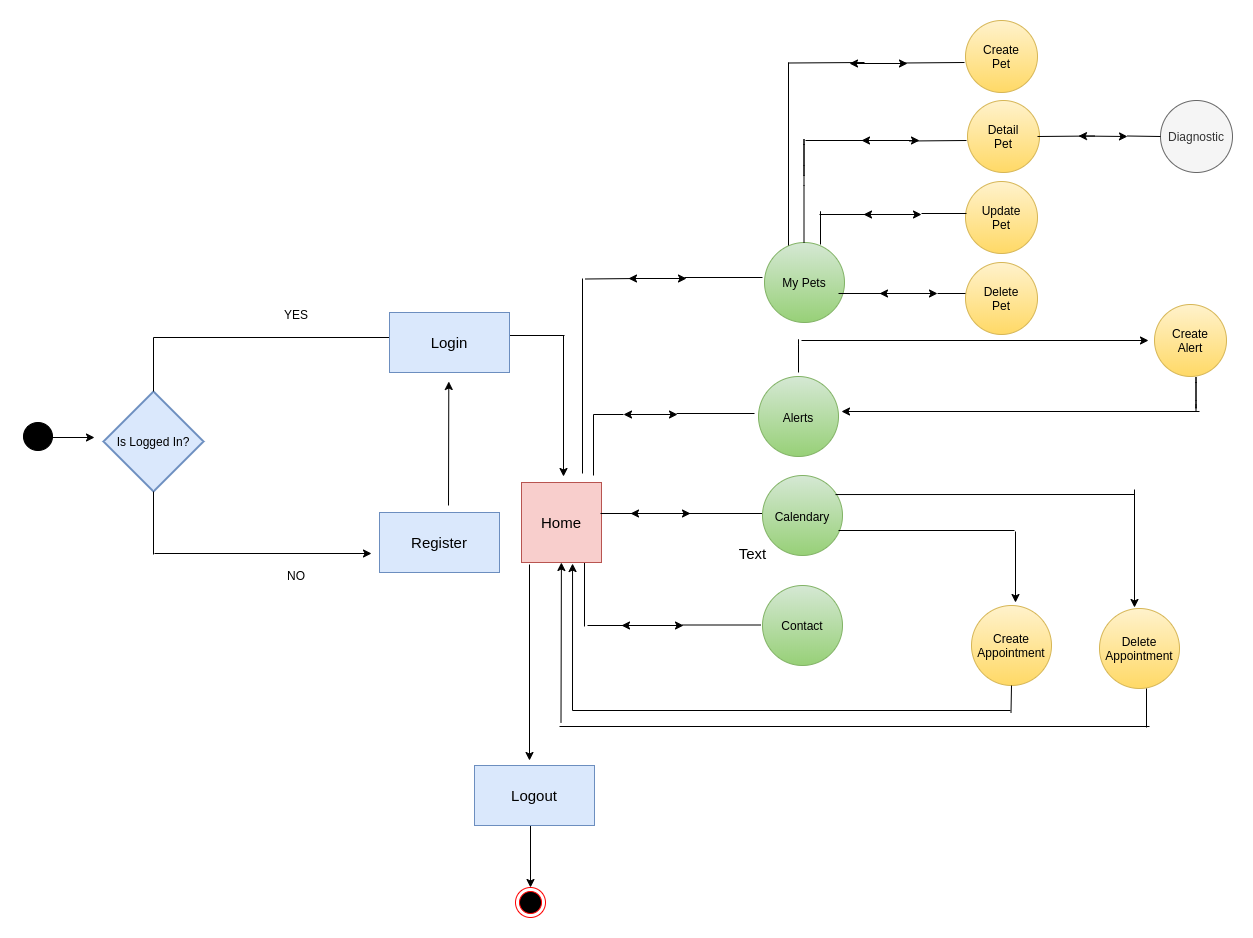 Create
Pet
Detail
Pet
Diagnostic
Update
Pet
My Pets
Delete
Pet
YES
Login
Create
Alert
Alerts
Is Logged In?
Home
Calendary
Register
Text
NO
Contact
Create
Appointment
Delete
Appointment
Logout